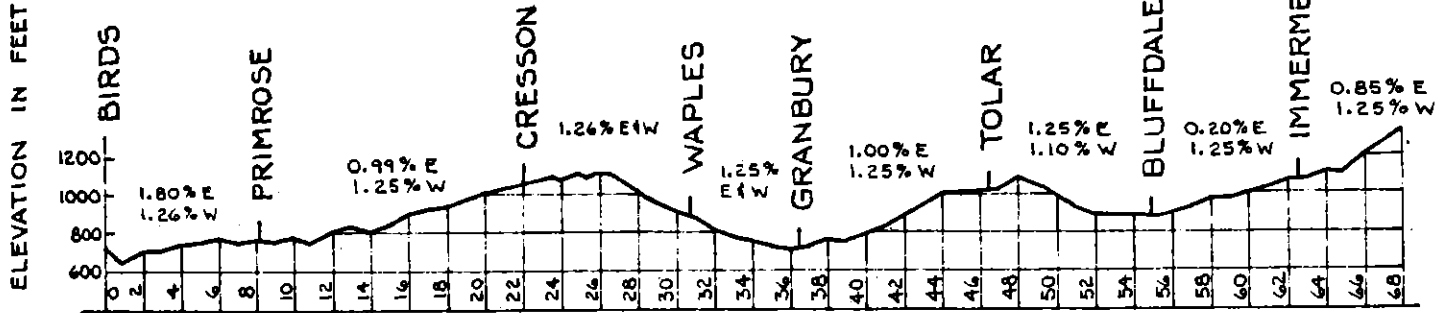 ELEVATION IN FEET
BIRDS
PRIMROSE
CRESSON
WAPLES
GRANBURY
TOLAR
BLUFFDALE
IMMERME
1200
1000
800
600
1.80% E
1.26% W
0.99% E
1.25% W
1.26% E&W
1.25%
E&W
1.00% E
1.25% W
1.25% E
1.10% W
0.20% E
1.25% W
0.85% E
1.25% W
0 2 4 6 8 10 12 14 16 18 20 22 24 26 28 30 32 34 36 38 40 42 44 46 48 50 52 54 56 58 60 62 64 66 68